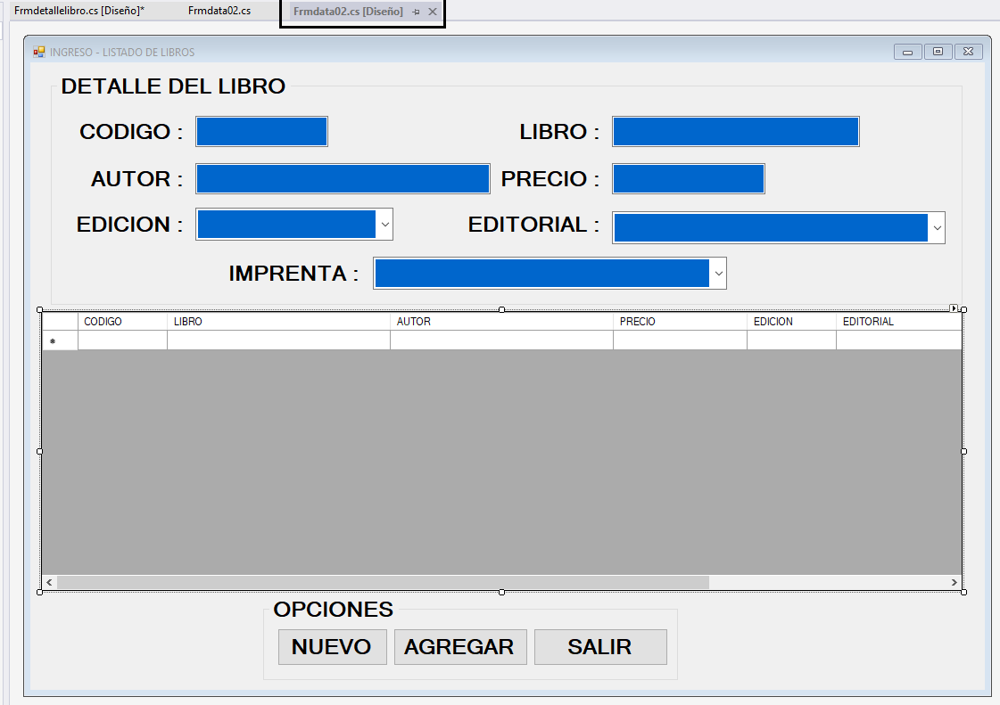 Frmdetallelibro.cs [Diseño]* Frmdata02.cs Frmdata02.cs [Diseño]
INGRESO - LISTADO DE LIBROS
DETALLE DEL LIBRO
CODIGO : LIBRO :
AUTOR : PRECIO :
EDICION : EDITORIAL :
IMPRENTA :
CODIGO LIBRO AUTOR PRECIO EDICION EDITORIAL
OPCIONES
NUEVO AGREGAR SALIR